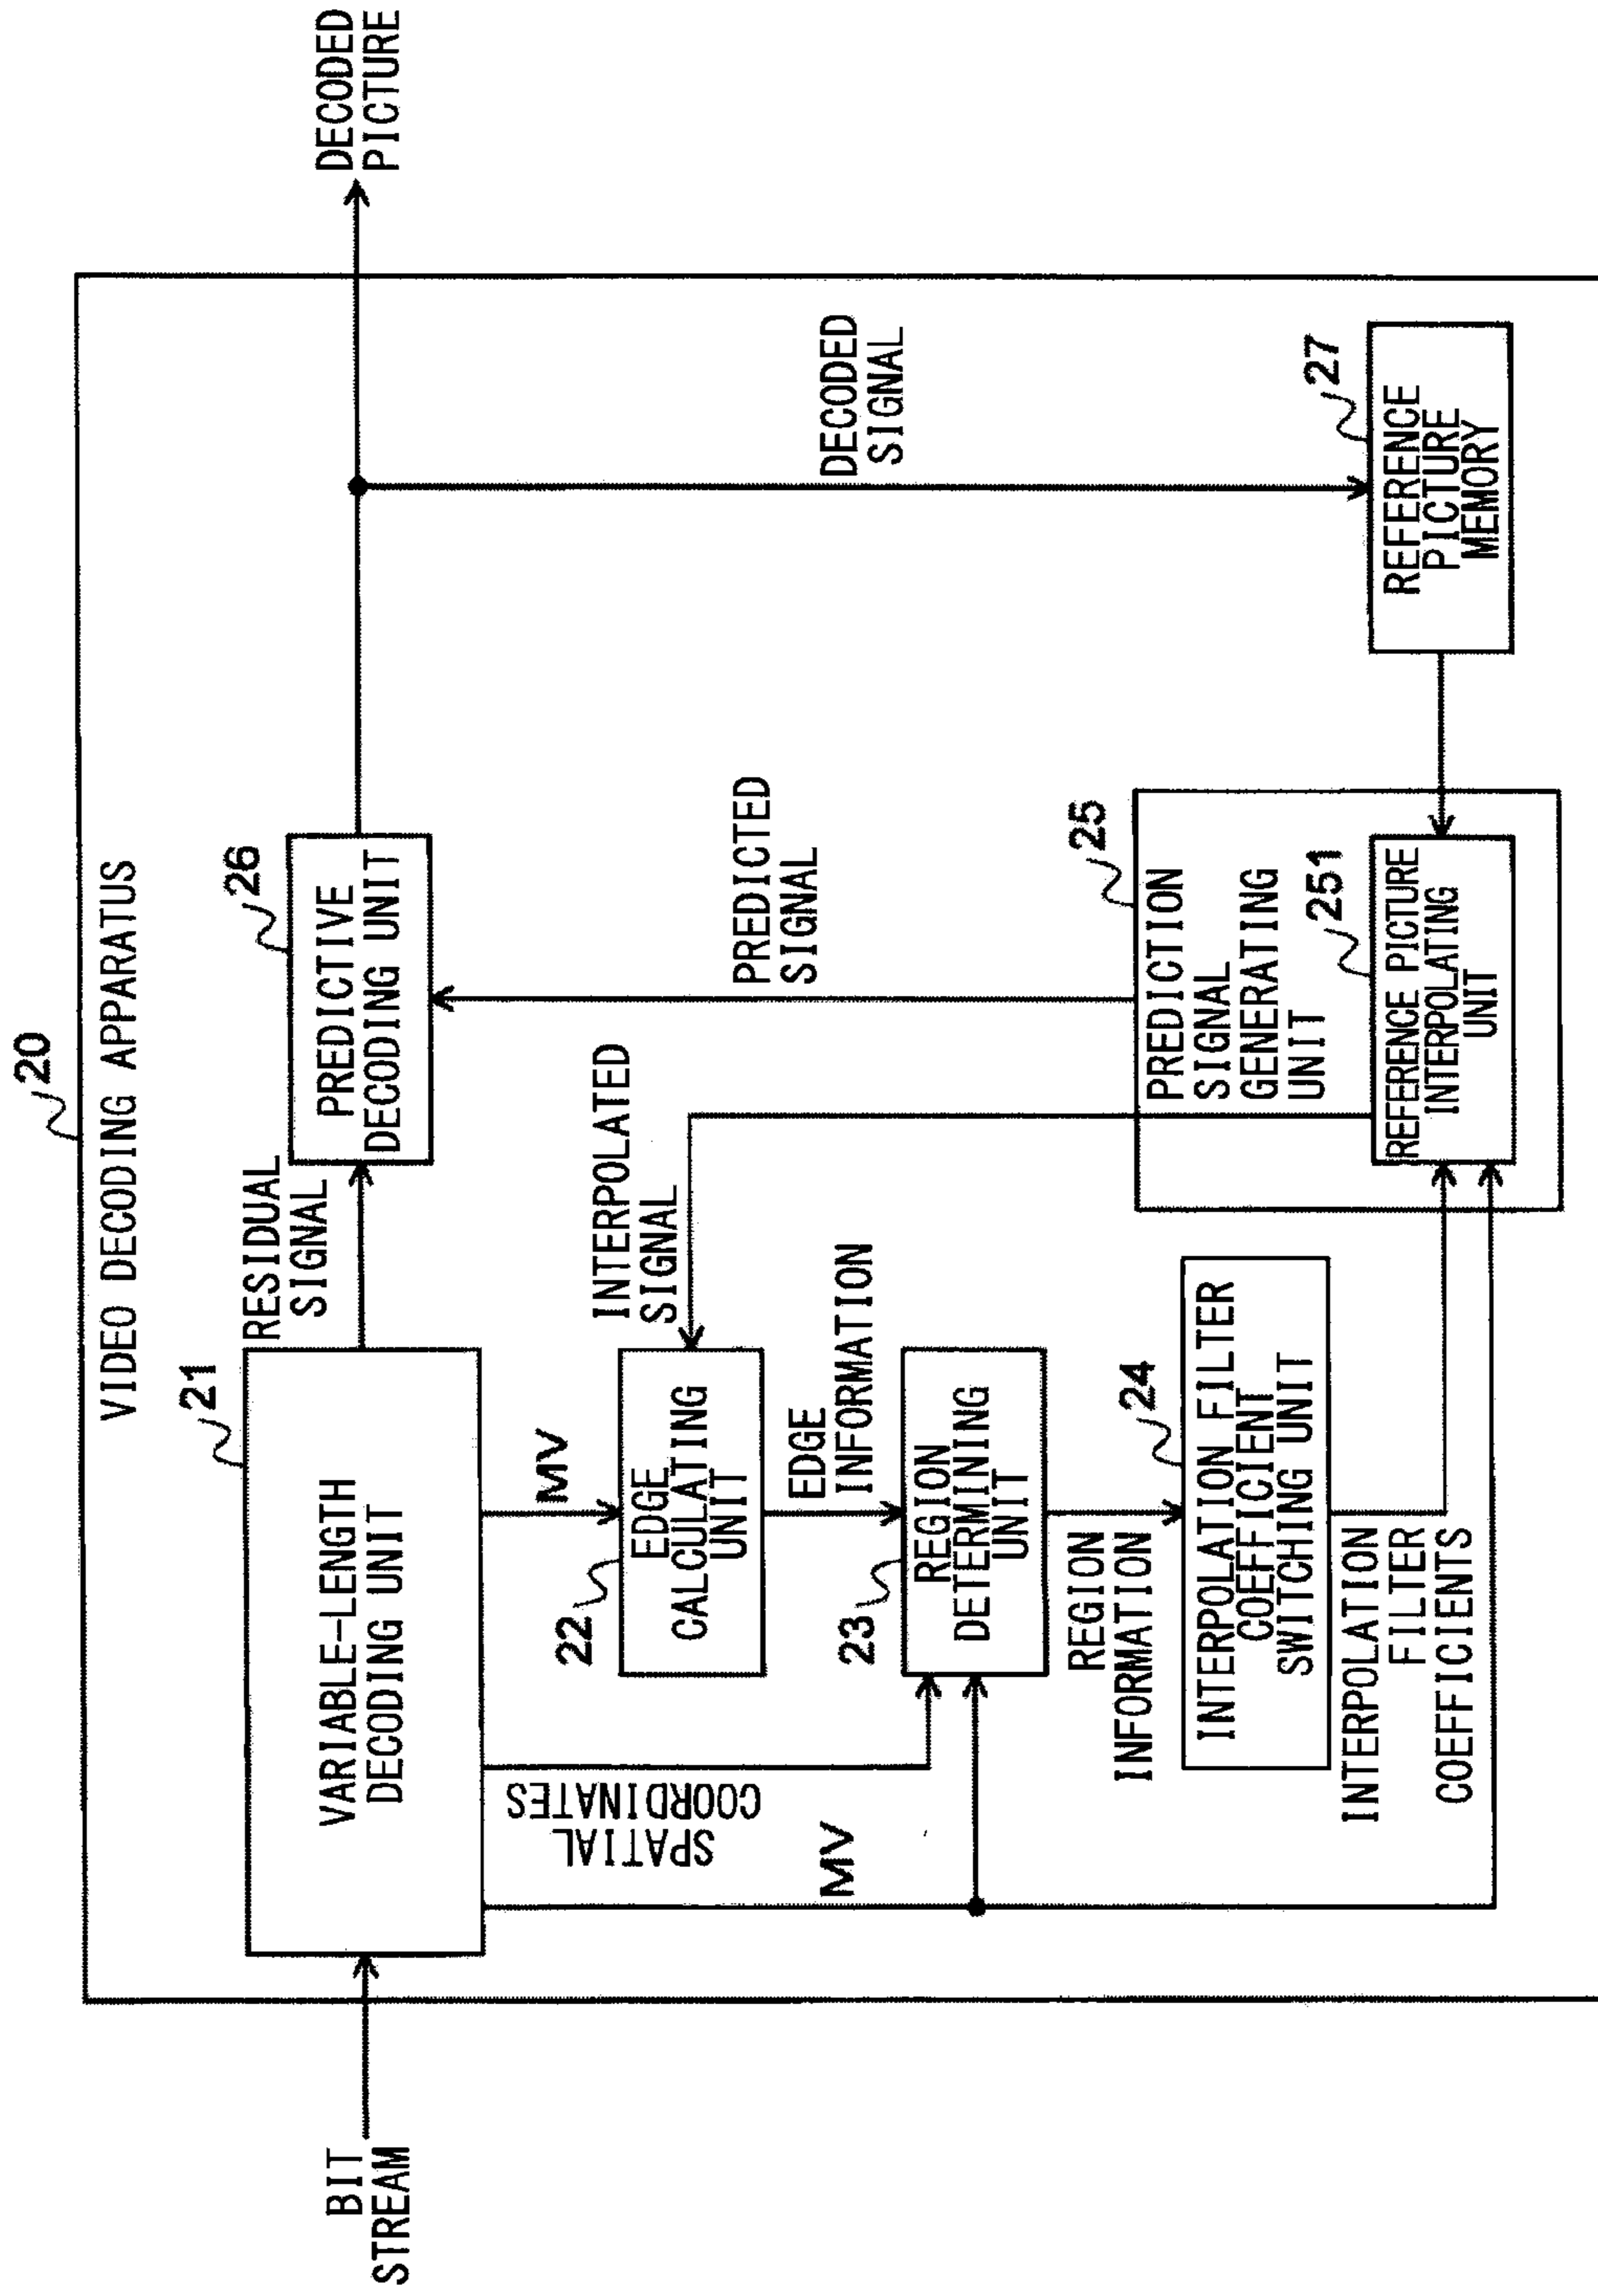 20
VIDEO DECODING APPARATUS
BIT
STREAM
21
VARIABLE-LENGTH
DECODING UNIT
RESIDUAL
SIGNAL
26
PREDICTIVE
DECODING UNIT
DECODED
PICTURE
MV
SPATIAL
COORDINATES
MV
22
EDGE
CALCULATING
UNIT
INTERPOLATED
SIGNAL
PREDICTED
SIGNAL
DECODED
SIGNAL
EDGE
INFORMATION
23
REGION
DETERMINING
UNIT
REGION
INFORMATION
24
INTERPOLATION FILTER
COEFFICIENT
SWITCHING UNIT
INTERPOLATION
FILTER
COEFFICIENTS
25
PREDICTION
SIGNAL
GENERATING
UNIT
251
REFERENCE PICTURE
INTERPOLATING
UNIT
27
REFERENCE
PICTURE
MEMORY